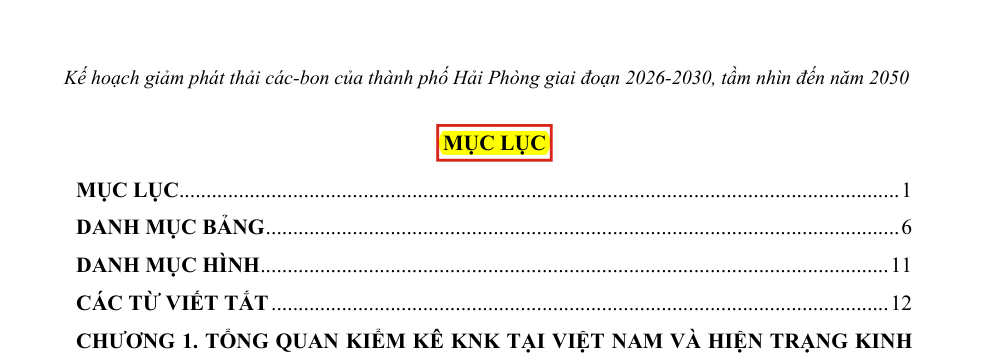 Kế hoạch giảm phát thải các-bon của thành phố Hải Phòng giai đoạn 2026-2030, tầm nhìn đến năm 2050
MỤC LỤC
MỤC LỤC........................................................................................................................1
DANH MỤC BẢNG.........................................................................................................6
DANH MỤC HÌNH........................................................................................................11
CÁC TỪ VIẾT TẮT.......................................................................................................12
CHƯƠNG 1. TỔNG QUAN KIỂM KÊ KNK TẠI VIỆT NAM VÀ HIỆN TRẠNG KINH